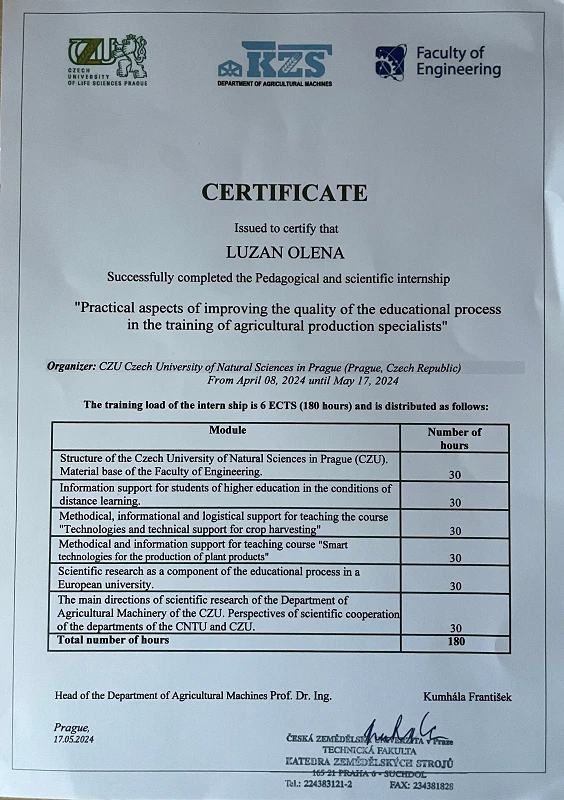 CZU
CZECH
UNIVERSITY
OF LIFE SCIENCES PRAGUE
KZS
DEPARTMENT OF AGRICULTURAL MACHINES
Faculty of
Engineering
CERTIFICATE
Issued to certify that
LUZAN OLENA
Successfully completed the Pedagogical and scientific internship
"Practical aspects of improving the quality of the educational process
in the training of agricultural production specialists"
Organizer: CZU Czech University of Natural Sciences in Prague (Prague, Czech Republic)
From April 08, 2024 until May 17, 2024
The training load of the intern ship is 6 ECTS (180 hours) and is distributed as follows:
Module Number of
hours
Structure of the Czech University of Natural Sciences in Prague (CZU).
Material base of the Faculty of Engineering. 30
Information support for students of higher education in the conditions of
distance learning. 30
Methodical, informational and logistical support for teaching the course
"Technologies and technical support for crop harvesting" 30
Methodical and information support for teaching course "Smart
technologies for the production of plant products" 30
Scientific research as a component of the educational process in a
European university. 30
The main directions of scientific research of the Department of
Agricultural Machinery of the CZU. Perspectives of scientific cooperation
of the departments of the CNTU and CZU. 30
Total number of hours 180
Head of the Department of Agricultural Machines Prof. Dr. Ing. Kumhála František
Prague,
17.05.2024
ČESKÁ ZEMĚDĚLSKÁ UNIVERZITA v Praze
TECHNICKÁ FAKULTA
KATEDRA ZEMĚDĚLSKÝCH STROJŮ
165 21 PRAHA 6 - SUCHDOL
Tel.: 224383121-2 FAX: 234381828